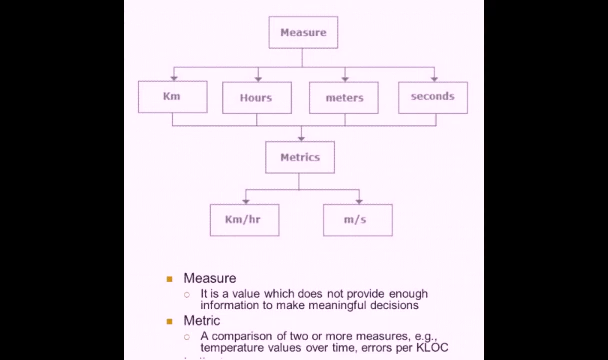 Measure
Km Hours meters seconds
Metrics
Km/hr m/s
■ Measure
○ It is a value which does not provide enough
information to make meaningful decisions
■ Metric
○ A comparison of two or more measures, e.g.,
temperature values over time, errors per KLOC